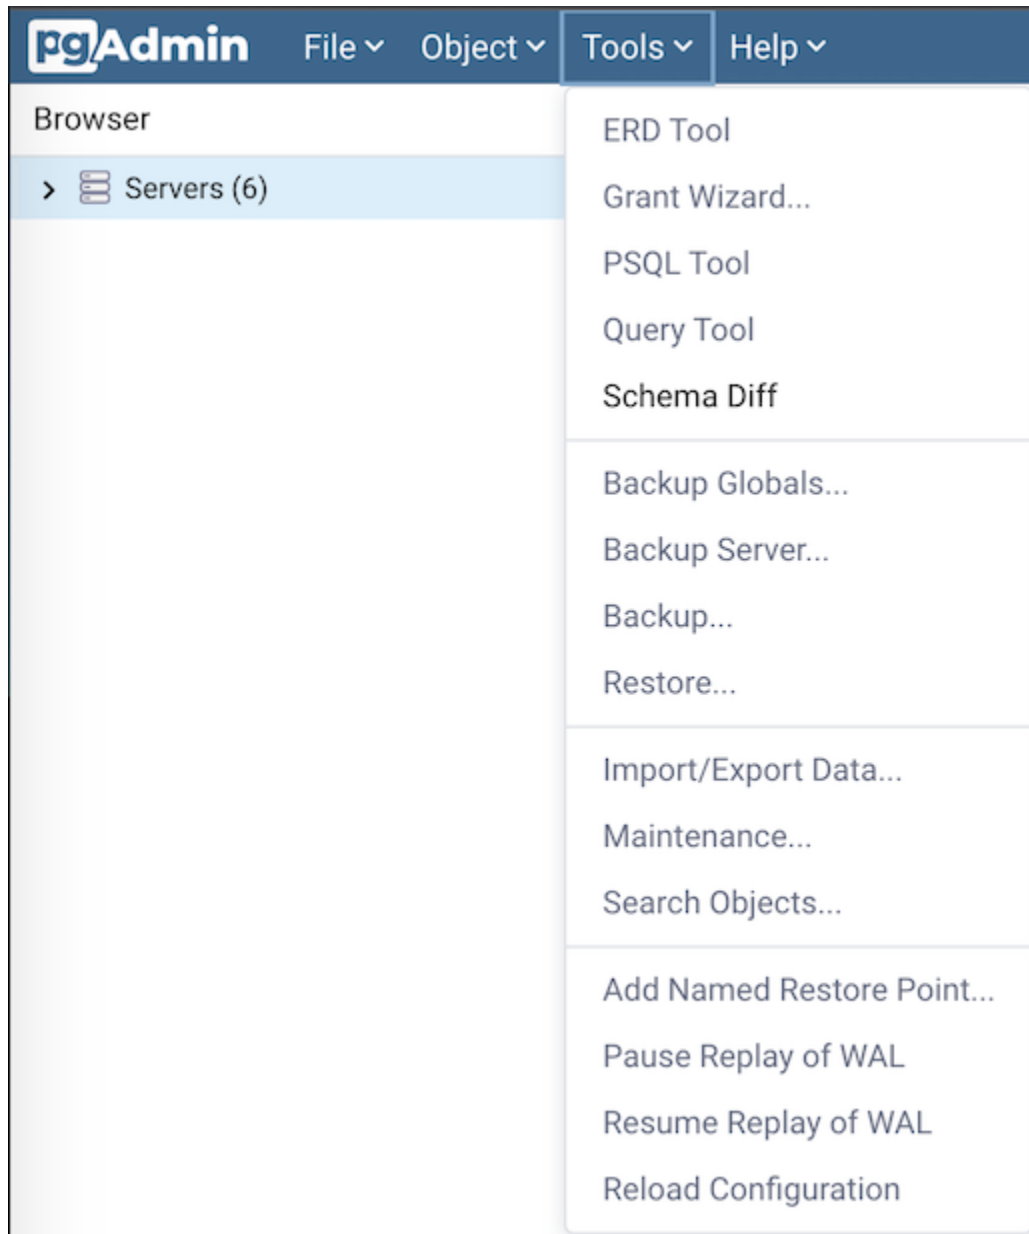 pgAdmin File Object Tools Help
Browser
Servers (6)
ERD Tool
Grant Wizard...
PSQL Tool
Query Tool
Schema Diff
Backup Globals...
Backup Server...
Backup...
Restore...
Import/Export Data...
Maintenance...
Search Objects...
Add Named Restore Point...
Pause Replay of WAL
Resume Replay of WAL
Reload Configuration